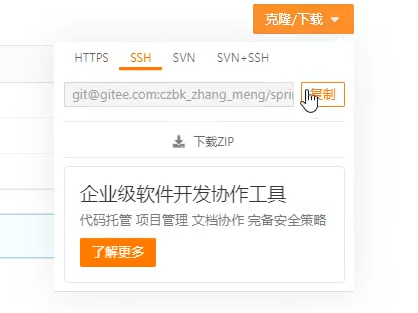 克隆/下载
HTTPS SSH SVN SVN+SSH
git@gitee.com:czbk_zhang_meng/sprin 复制
下载ZIP
企业级软件开发协作工具
代码托管 项目管理 文档协作 完备安全策略
了解更多